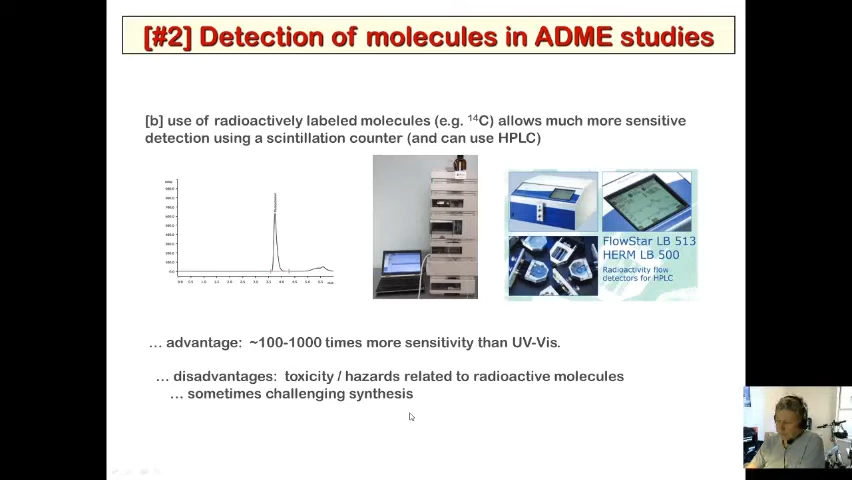 [#2] Detection of molecules in ADME studies
[b] use of radioactively labeled molecules (e.g. ¹⁴C) allows much more sensitive
detection using a scintillation counter (and can use HPLC)
FlowStar LB 513
HERM LB 500
Radioactivity flow
detectors for HPLC
… advantage: ~100-1000 times more sensitivity than UV-Vis.
… disadvantages: toxicity / hazards related to radioactive molecules
… sometimes challenging synthesis